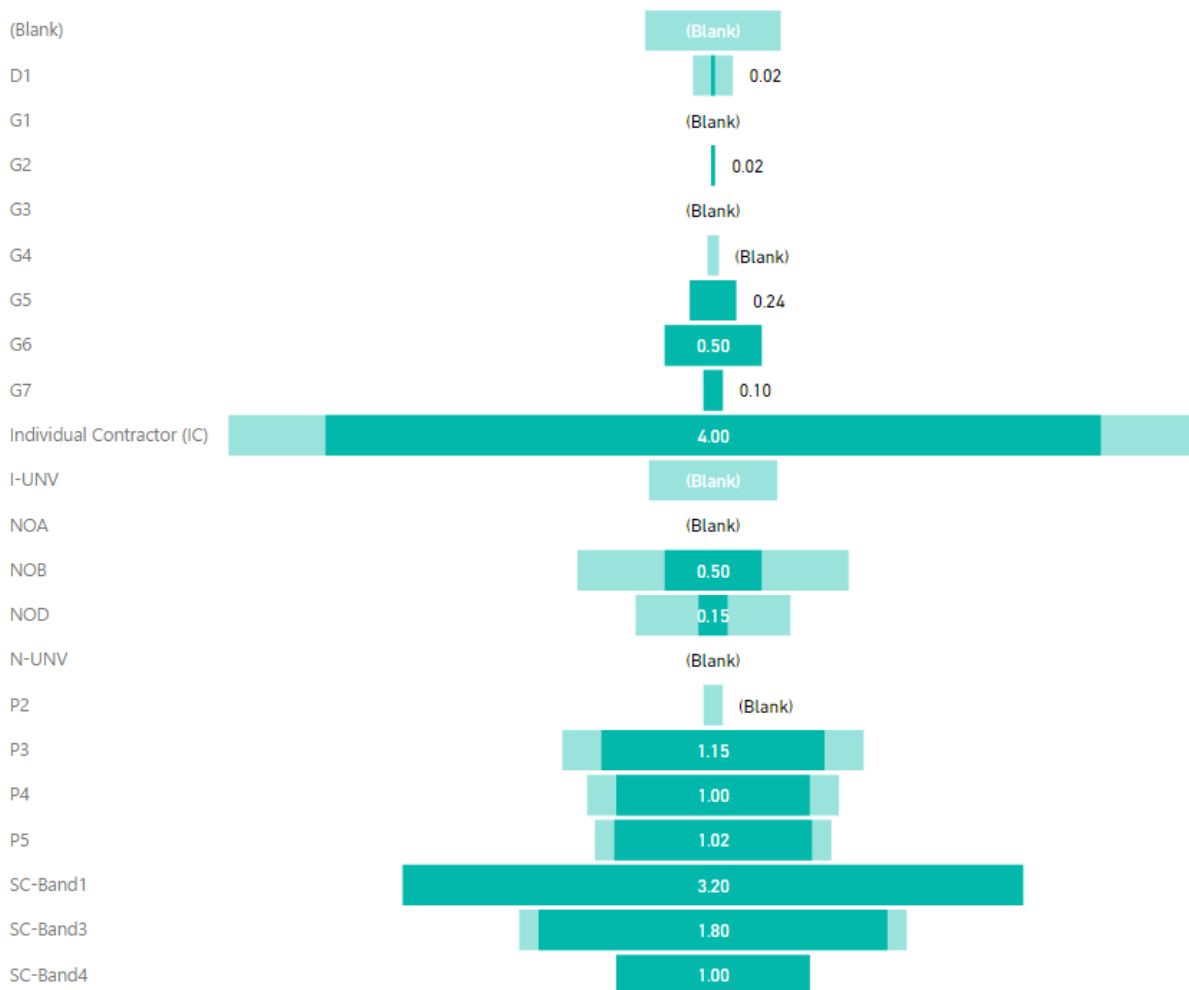 (Blank) (Blank)
D1 0.02
G1 (Blank)
G2 0.02
G3 (Blank)
G4 (Blank)
G5 0.24
G6 0.50
G7 0.10
Individual Contractor (IC) 4.00
I-UNV (Blank)
NOA (Blank)
NOB 0.50
NOD 0.15
N-UNV (Blank)
P2 (Blank)
P3 1.15
P4 1.00
P5 1.02
SC-Band1 3.20
SC-Band3 1.80
SC-Band4 1.00